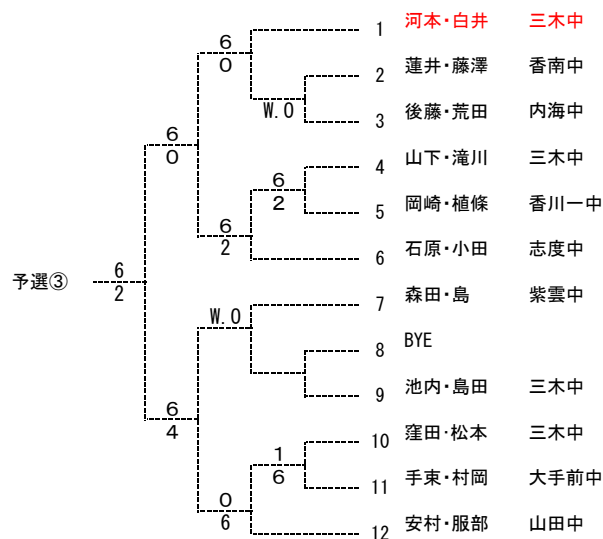 6
0
1 河本・白井 三木中
2 蓮井・藤澤 香南中
W.O
3 後藤・荒田 内海中
6
0
4 山下・滝川 三木中
6
2
5 岡崎・植條 香川一中
6
2
6 石原・小田 志度中
予選③
6
2
7 森田・島 紫雲中
W.O
8 BYE
9 池内・島田 三木中
6
4
10 窪田・松本 三木中
1
6
11 手束・村岡 大手前中
0
6
12 安村・服部 山田中